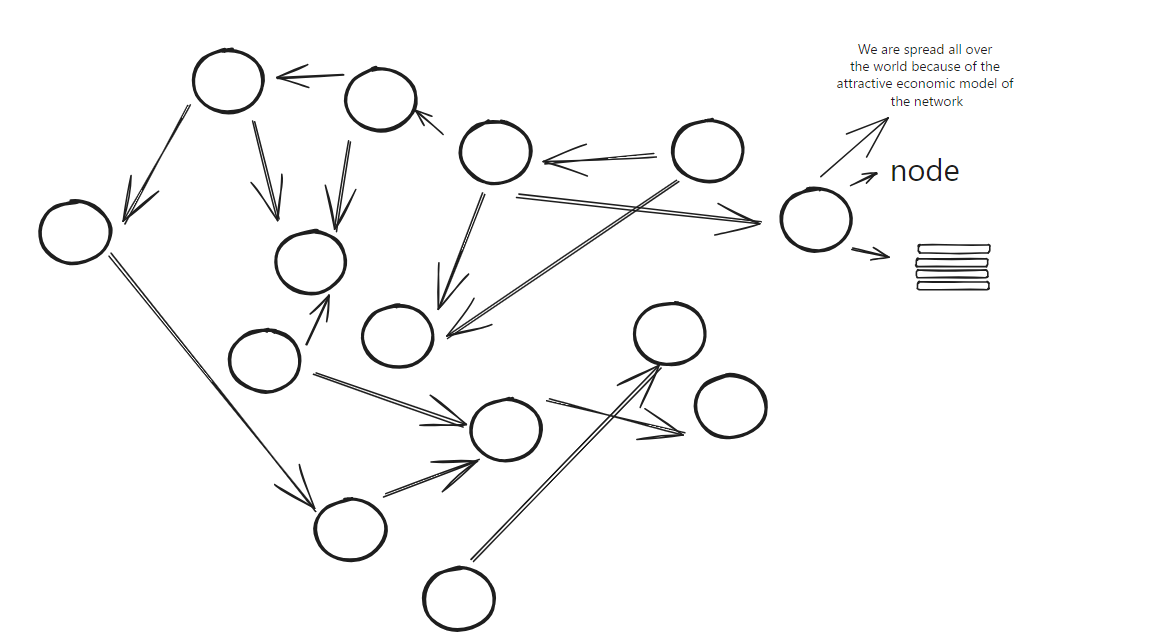 We are spread all over
the world because of the
attractive economic model of
the network
node